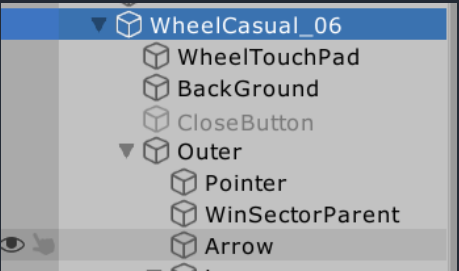 WheelCasual_06
WheelTouchPad
BackGround
CloseButton
Outer
Pointer
WinSectorParent
Arrow